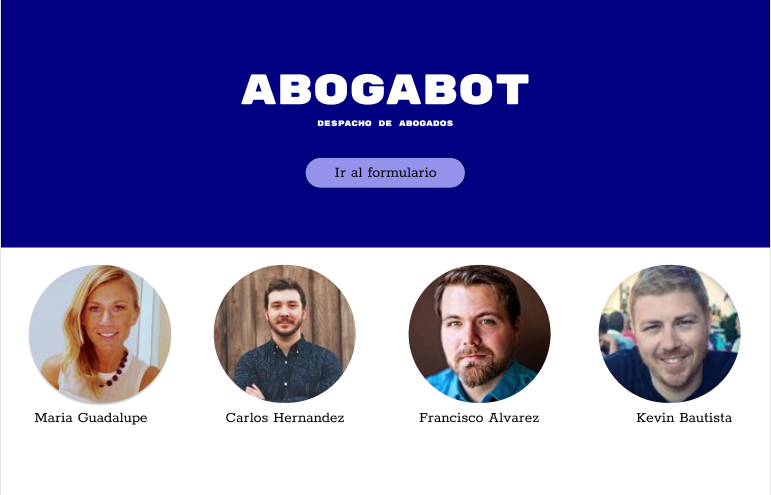 ABOGABOT
DESPACHO DE ABOGADOS
Ir al formulario
Maria Guadalupe
Carlos Hernandez
Francisco Alvarez
Kevin Bautista